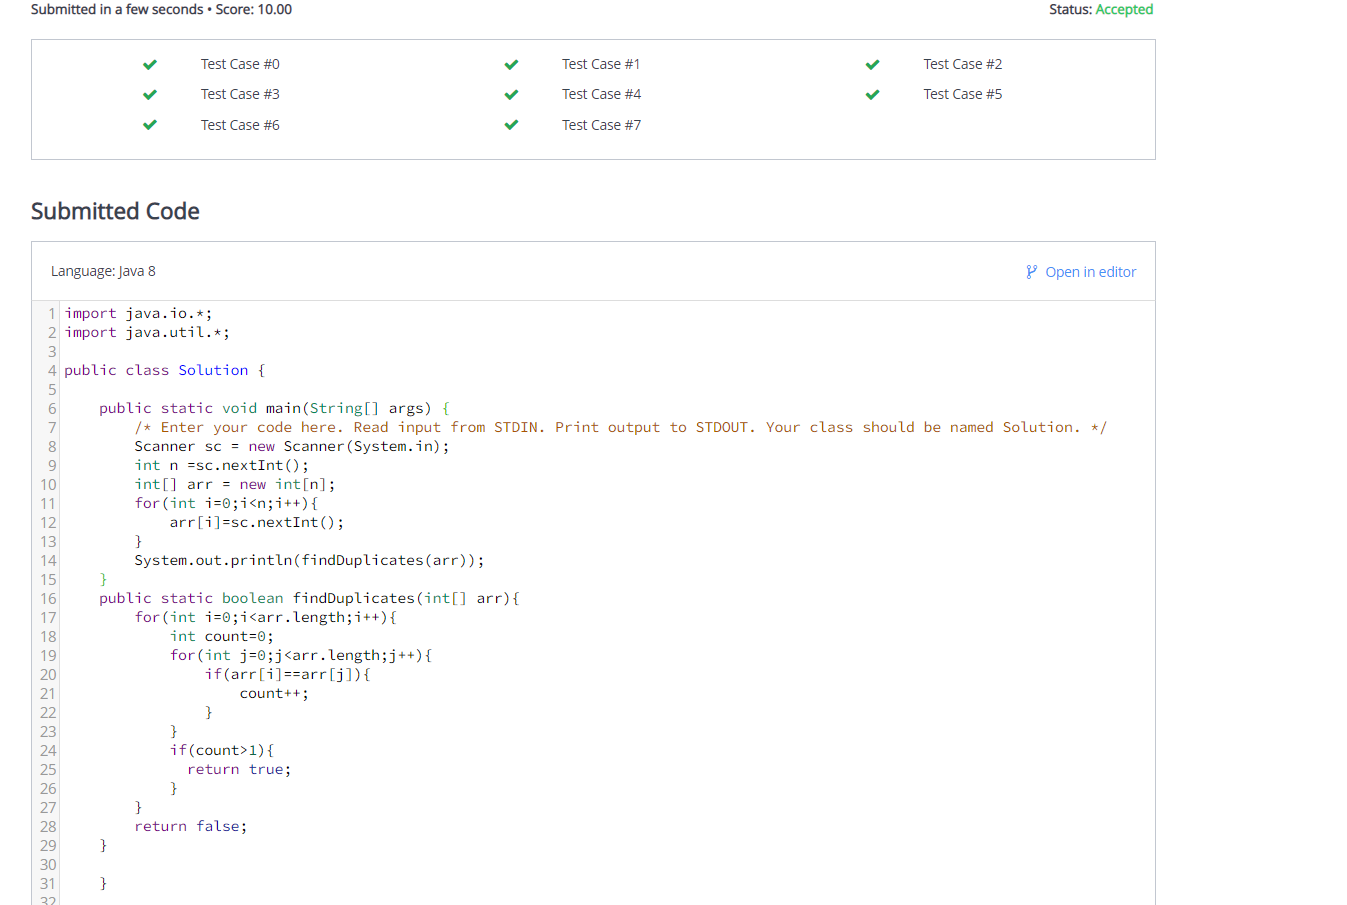 Submitted in a few seconds • Score: 10.00 Status: Accepted
Test Case #0 Test Case #1 Test Case #2
Test Case #3 Test Case #4 Test Case #5
Test Case #6 Test Case #7
Submitted Code
Language: Java 8 Open in editor
1 import java.io.*;
2 import java.util.*;
3
4 public class Solution {
5
6     public static void main(String[] args) {
7         /* Enter your code here. Read input from STDIN. Print output to STDOUT. Your class should be named Solution. */
8         Scanner sc = new Scanner(System.in);
9         int n =sc.nextInt();
10         int[] arr = new int[n];
11         for(int i=0;i<n;i++){
12             arr[i]=sc.nextInt();
13         }
14         System.out.println(findDuplicates(arr));
15     }
16     public static boolean findDuplicates(int[] arr){
17         for(int i=0;i<arr.length;i++){
18             int count=0;
19             for(int j=0;j<arr.length;j++){
20                 if(arr[i]==arr[j]){
21                     count++;
22                 }
23             }
24             if(count>1){
25               return true;
26             }
27         }
28         return false;
29     }
30
31     }
32